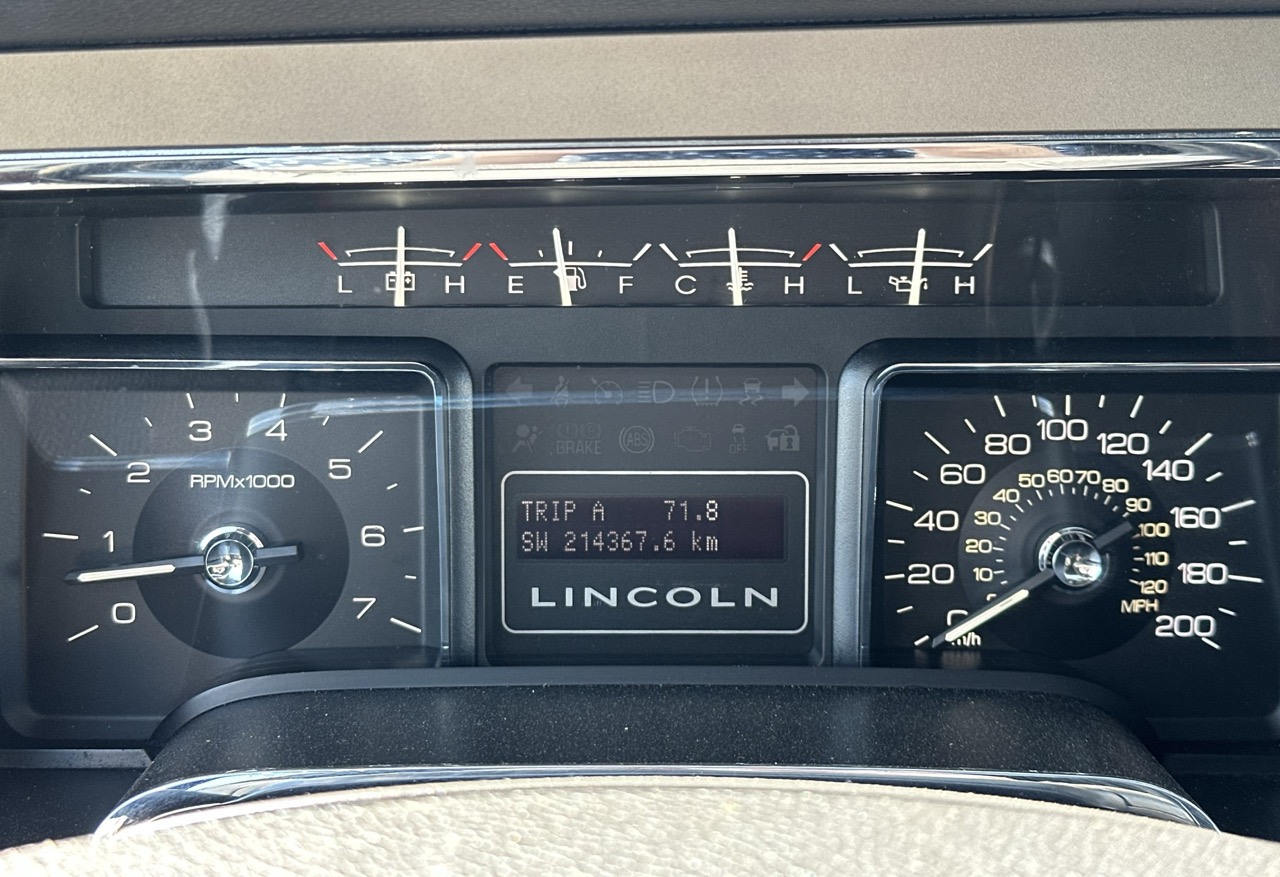 L H E F C H L H
0 1 2 3 4 5 6 7
RPMx1000
BRAKE
ABS
OFF
TRIP A 71.8
SW 214367.6 km
LINCOLN
20 40 60 80 100 120 140 160 180 200
10 20 30 40 50 60 70 80 90 100 110 120
MPH